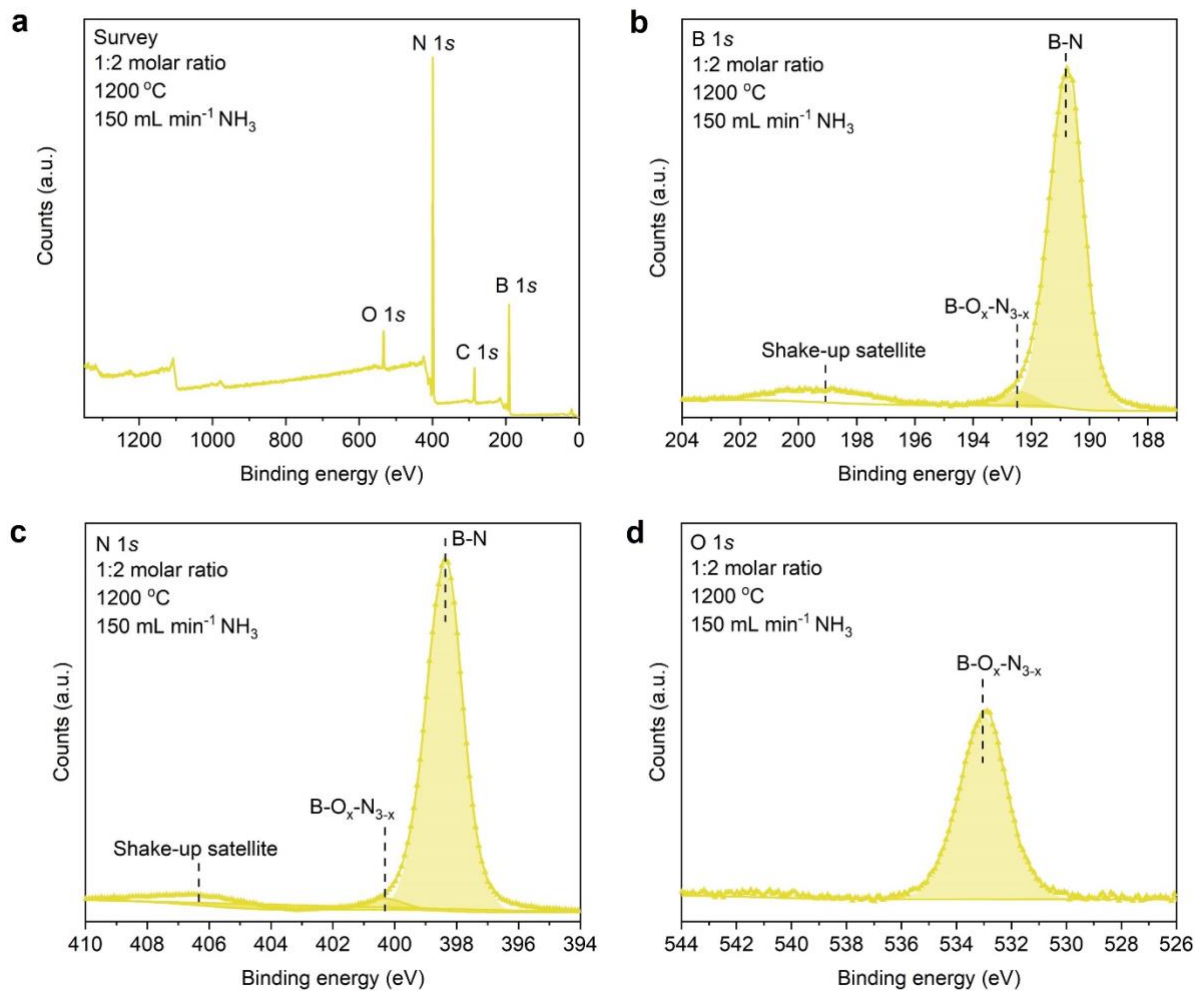 a
Survey
1:2 molar ratio
1200 °C
150 mL min⁻¹ NH₃
N 1s
O 1s
C 1s
B 1s
Counts (a.u.)
1200 1000 800 600 400 200 0
Binding energy (eV)
b
B 1s
1:2 molar ratio
1200 °C
150 mL min⁻¹ NH₃
B-N
B-Oₓ-N₃₋ₓ
Shake-up satellite
Counts (a.u.)
204 202 200 198 196 194 192 190 188
Binding energy (eV)
c
N 1s
1:2 molar ratio
1200 °C
150 mL min⁻¹ NH₃
B-N
B-Oₓ-N₃₋ₓ
Shake-up satellite
Counts (a.u.)
410 408 406 404 402 400 398 396 394
Binding energy (eV)
d
O 1s
1:2 molar ratio
1200 °C
150 mL min⁻¹ NH₃
B-Oₓ-N₃₋ₓ
Counts (a.u.)
544 542 540 538 536 534 532 530 528 526
Binding energy (eV)